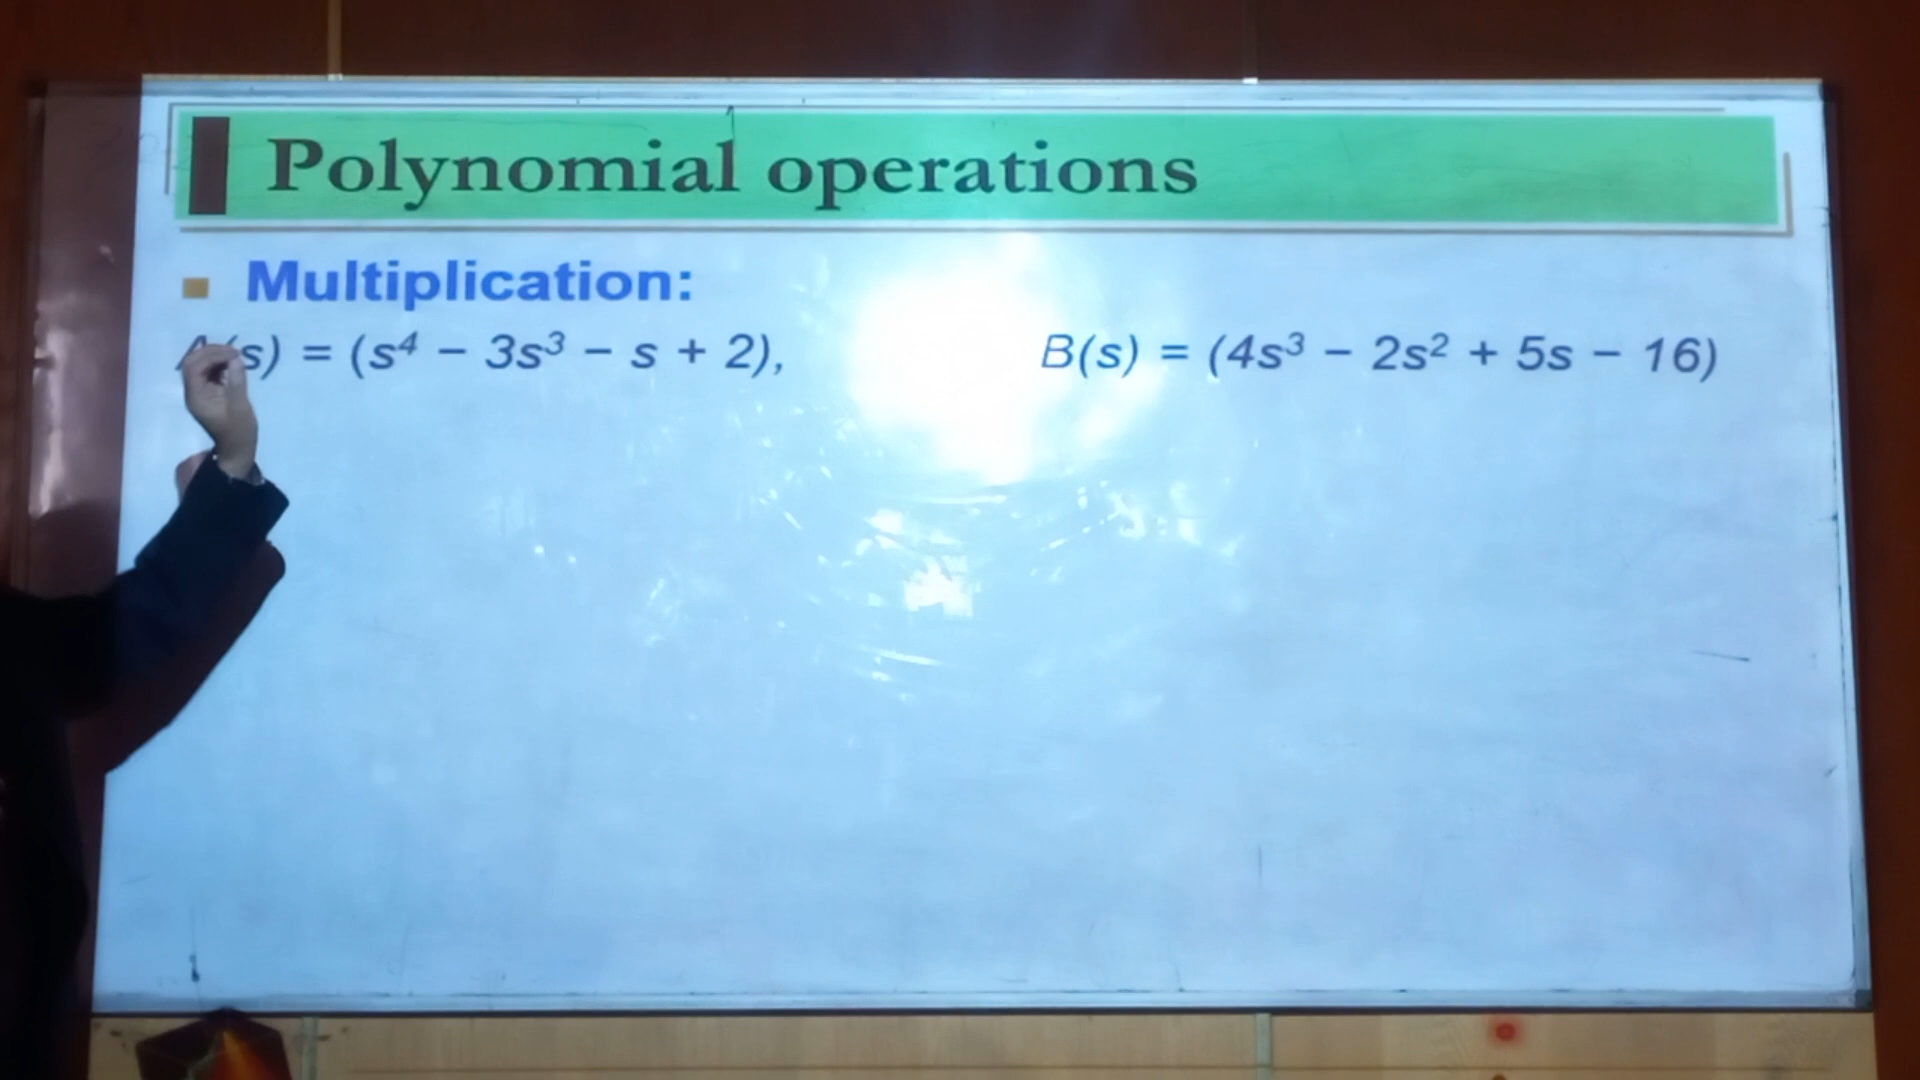 Polynomial operations
Multiplication:
A(s) = (s⁴ – 3s³ – s + 2), B(s) = (4s³ – 2s² + 5s – 16)